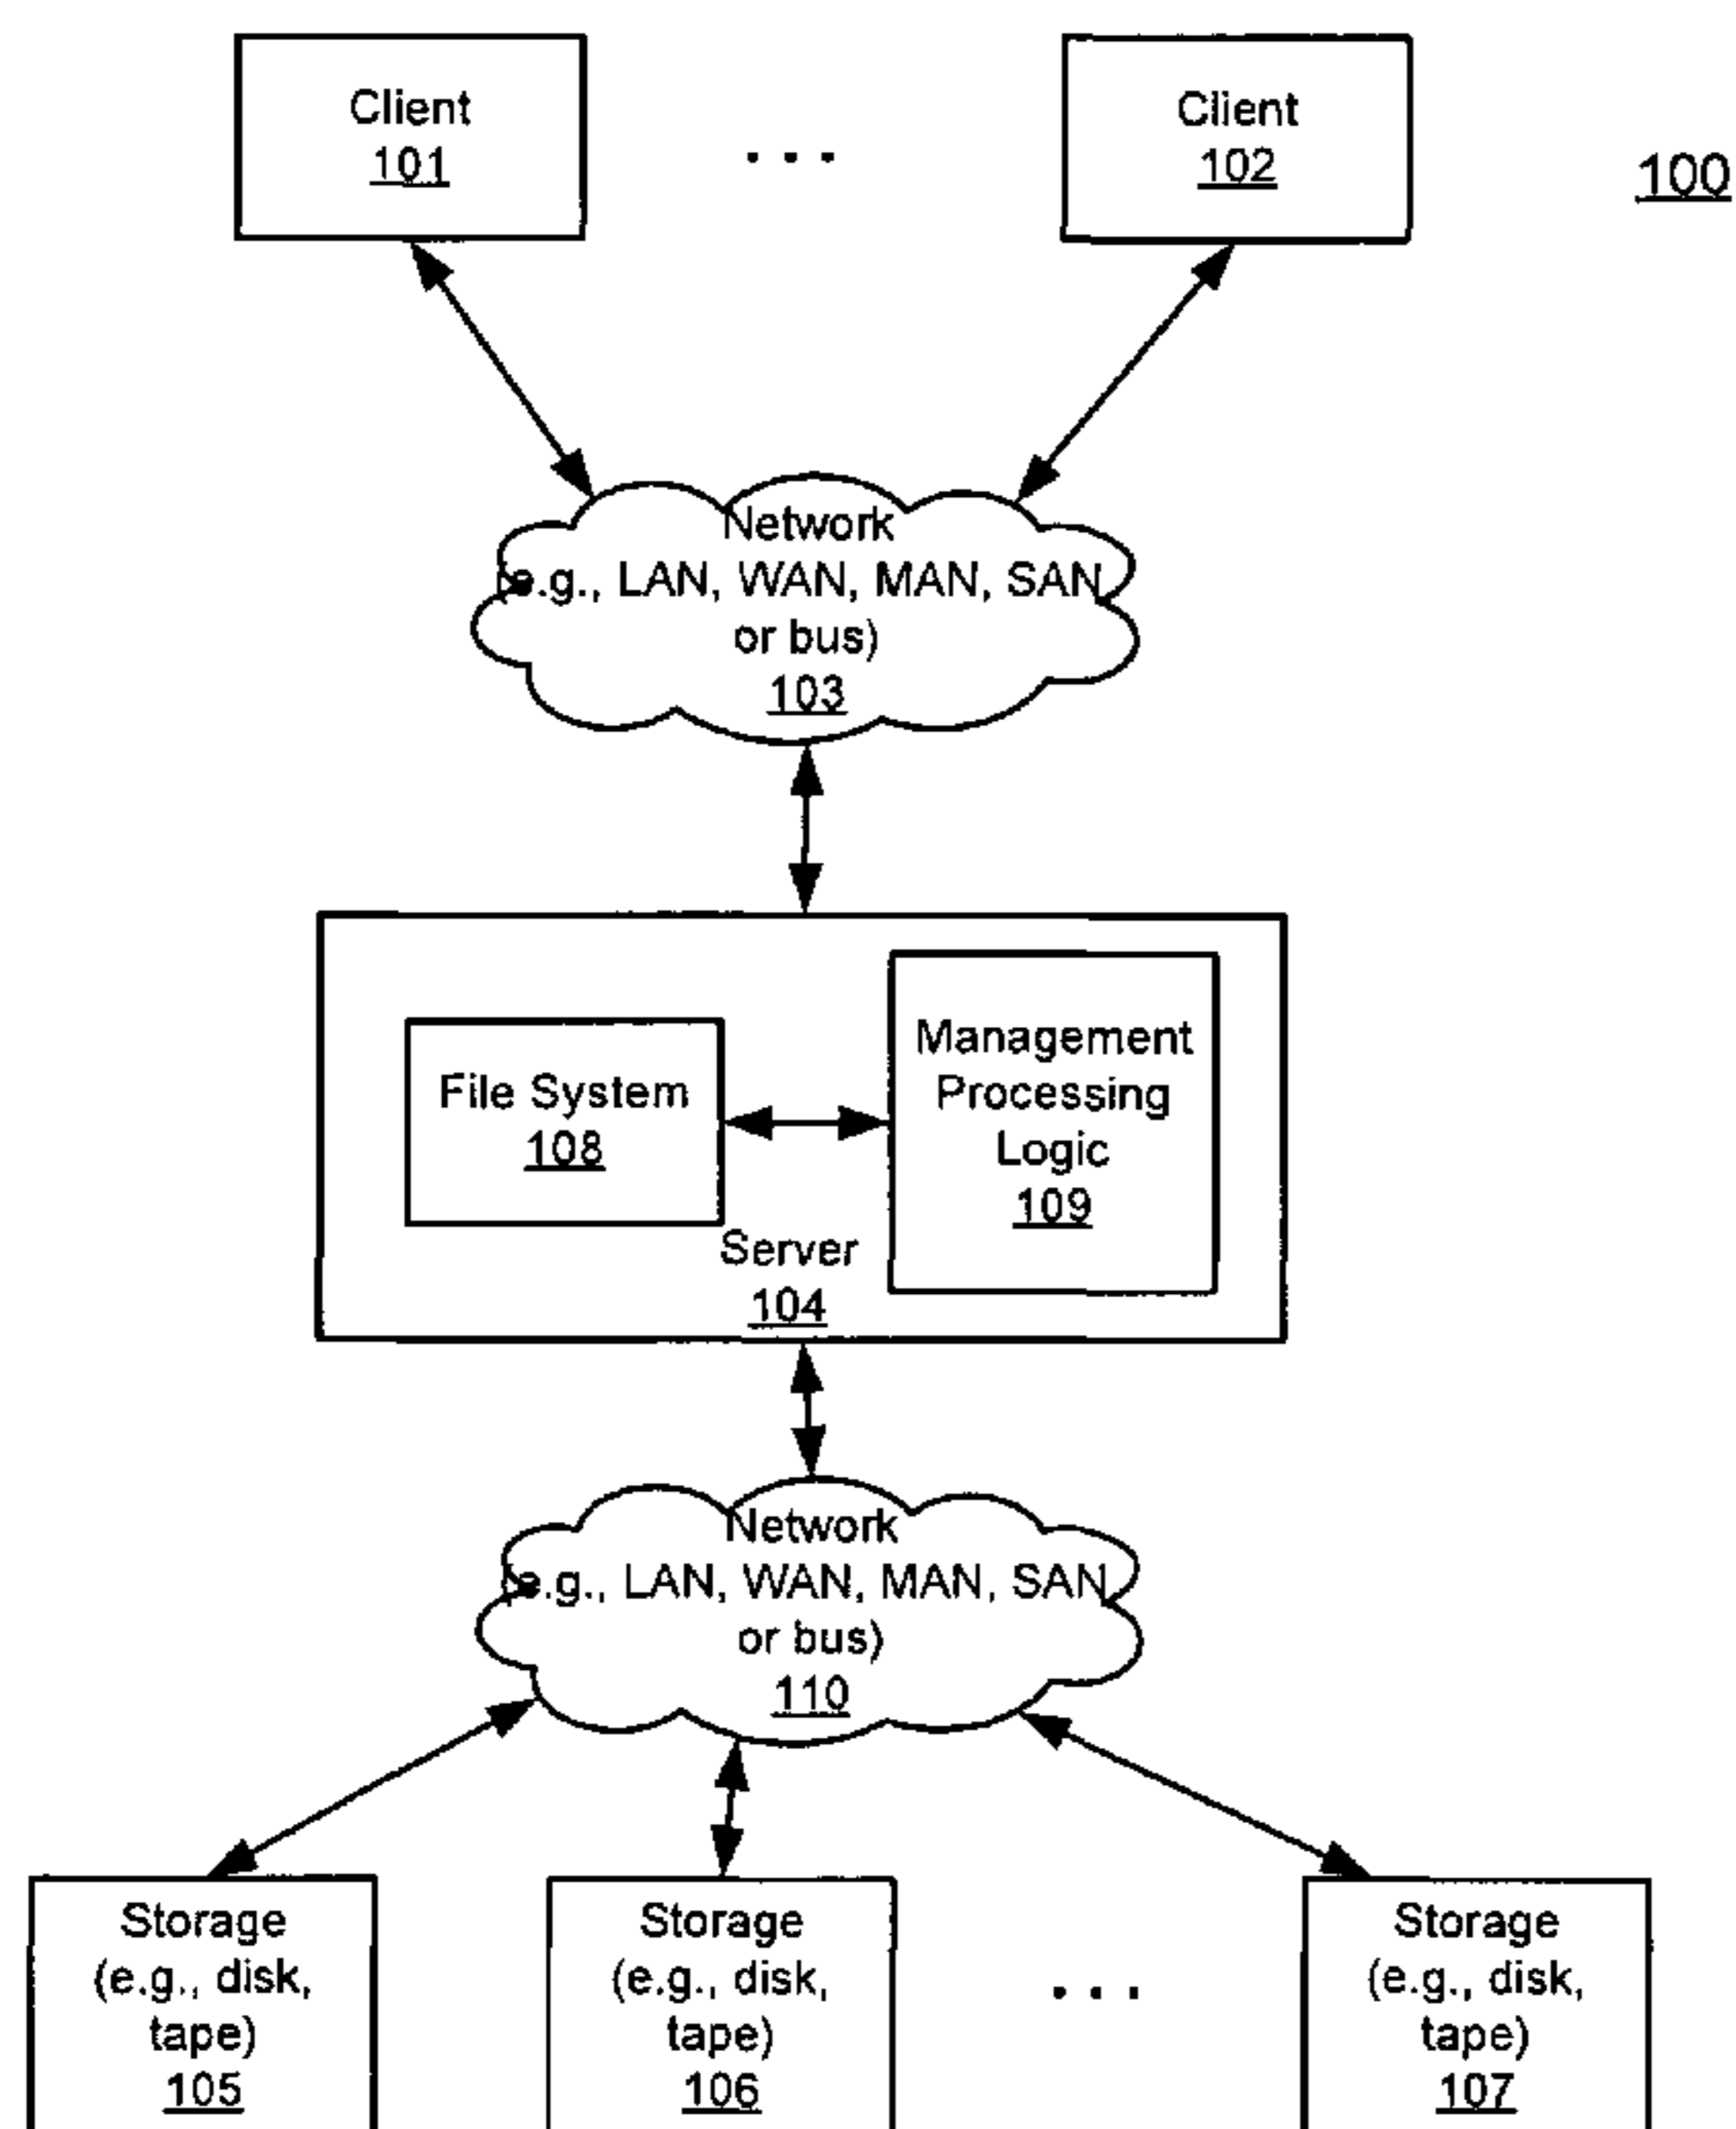 Client
101
. . .
Client
102
100
Network
(e.g., LAN, WAN, MAN, SAN
or bus)
103
File System
108
Management
Processing
Logic
109
Server
104
Network
(e.g., LAN, WAN, MAN, SAN
or bus)
110
Storage
(e.g., disk,
tape)
105
Storage
(e.g., disk,
tape)
106
. . .
Storage
(e.g., disk,
tape)
107